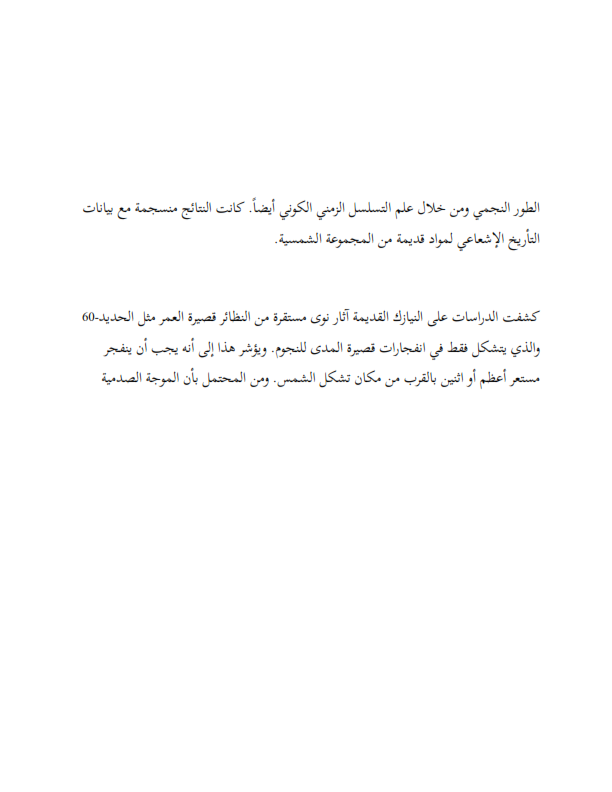 الطور النجمي ومن خلال علم التسلسل الزمني الكوني أيضاً. كانت النتائج منسجمة مع بيانات
التأريخ الإشعاعي لمواد قديمة من المجموعة الشمسية.
كشفت الدراسات على النيازك القديمة آثار نوى مستقرة من النظائر قصيرة العمر مثل الحديد-60
والذي يتشكل فقط في انفجارات قصيرة المدى للنجوم. ويؤشر هذا إلى أنه يجب أن ينفجر
مستعر أعظم أو اثنين بالقرب من مكان تشكل الشمس. ومن المحتمل بأن الموجة الصدمية